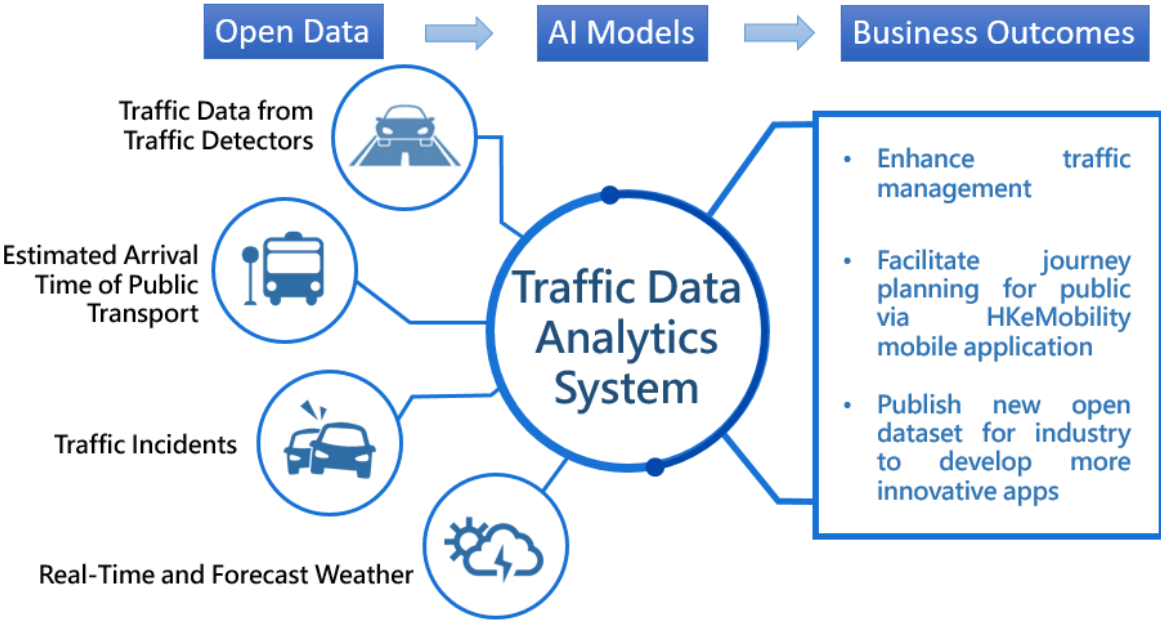 Open Data
AI Models
Business Outcomes
Traffic Data from
Traffic Detectors
Estimated Arrival
Time of Public
Transport
Traffic Incidents
Real-Time and Forecast Weather
Traffic Data
Analytics
System
• Enhance traffic
management
• Facilitate journey
planning for public
via HKeMobility
mobile application
• Publish new open
dataset for industry
to develop more
innovative apps